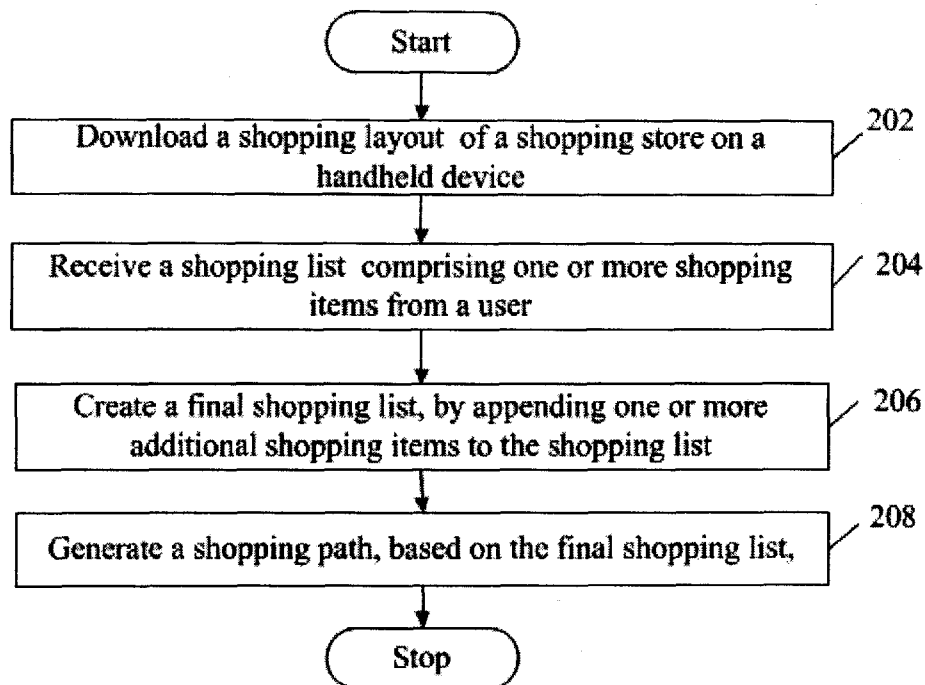 Start
Download a shopping layout of a shopping store on a
handheld device
202
Receive a shopping list comprising one or more shopping
items from a user
204
Create a final shopping list, by appending one or more
additional shopping items to the shopping list
206
Generate a shopping path, based on the final shopping list,
208
Stop